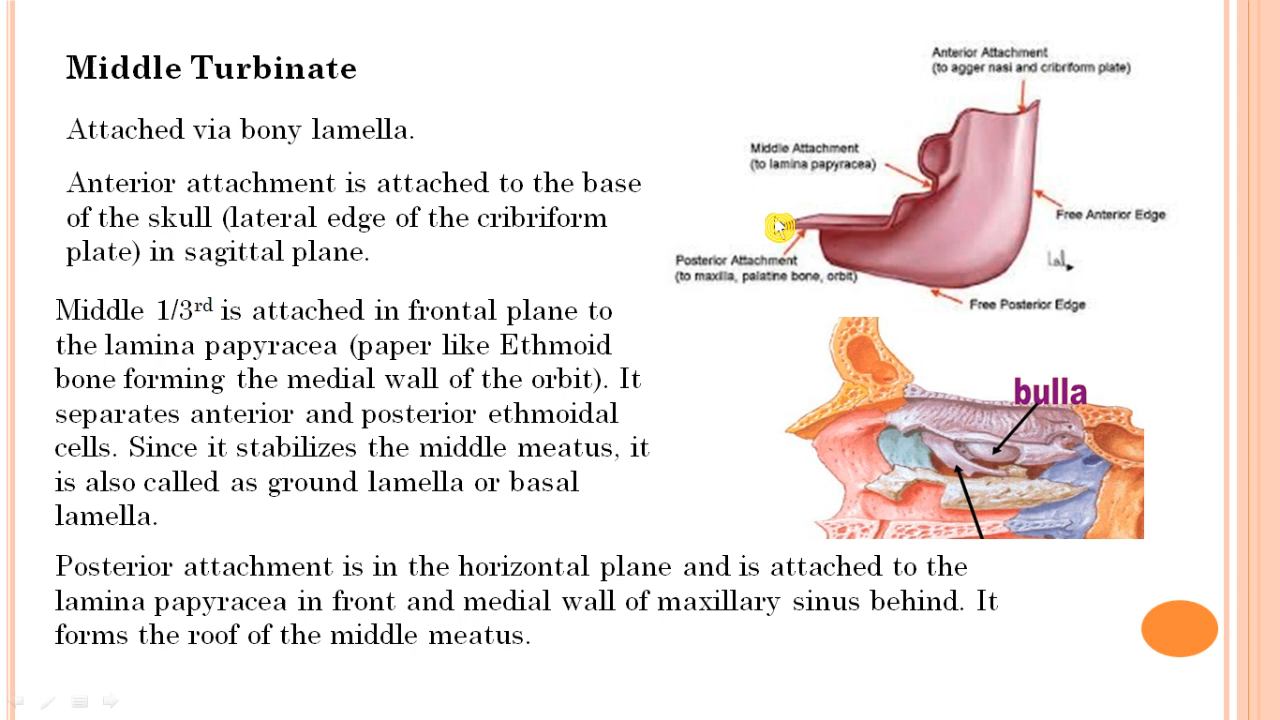 Middle Turbinate
Attached via bony lamella.
Anterior attachment is attached to the base
of the skull (lateral edge of the cribriform
plate) in sagittal plane.
Middle 1/3rd is attached in frontal plane to
the lamina papyracea (paper like Ethmoid
bone forming the medial wall of the orbit). It
separates anterior and posterior ethmoidal
cells. Since it stabilizes the middle meatus, it
is also called as ground lamella or basal
lamella.
Posterior attachment is in the horizontal plane and is attached to the
lamina papyracea in front and medial wall of maxillary sinus behind. It
forms the roof of the middle meatus.
Anterior Attachment
(to agger nasi and cribriform plate)
Middle Attachment
(to lamina papyracea)
Free Anterior Edge
Posterior Attachment
(to maxilla, palatine bone, orbit)
Free Posterior Edge
bulla